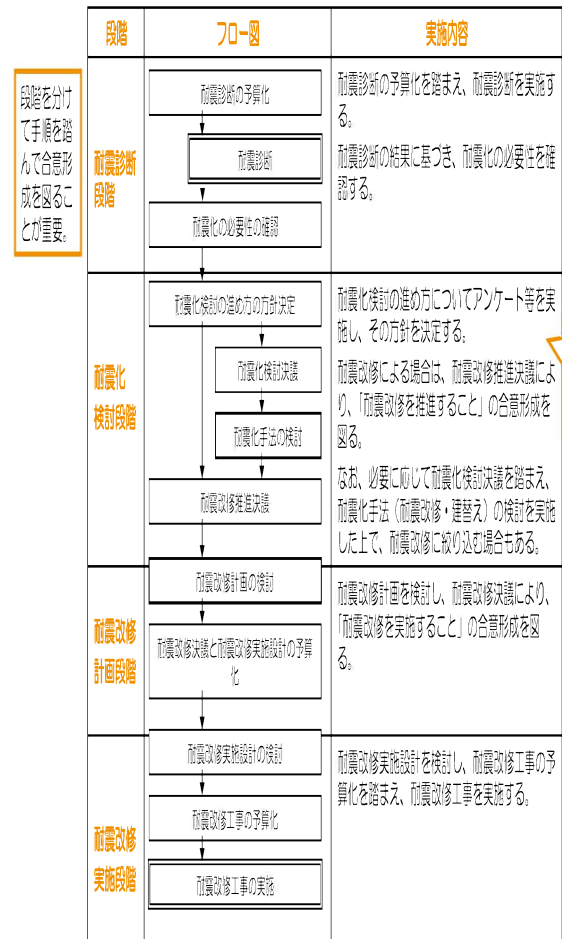 段階
フロー図
実施内容
段階を分け
て手順を踏
んで合意形
成を図るこ
とが重要。
耐震診断
段階
耐震診断の予算化
耐震診断
耐震化の必要性の確認
耐震診断の予算化を踏まえ、耐震診断を実施す
る。
耐震診断の結果に基づき、耐震化の必要性を確
認する。
耐震化
検討段階
耐震化検討の進め方の方針決定
耐震化検討決議
耐震化手法の検討
耐震改修推進決議
耐震化検討の進め方についてアンケート等を実
施し、その方針を決定する。
耐震改修による場合は、耐震改修推進決議によ
り、「耐震改修を推進すること」の合意形成を
図る。
なお、必要に応じて耐震化検討決議を踏まえ、
耐震化手法（耐震改修・建替え）の検討を実施
した上で、耐震改修に絞り込む場合もある。
耐震改修
計画段階
耐震改修計画の検討
耐震改修決議と耐震改修実施設計の予算
化
耐震改修計画を検討し、耐震改修決議により、
「耐震改修を実施すること」の合意形成を図
る。
耐震改修
実施段階
耐震改修実施設計の検討
耐震改修工事の予算化
耐震改修工事の実施
耐震改修実施設計を検討し、耐震改修工事の予
算化を踏まえ、耐震改修工事を実施する。